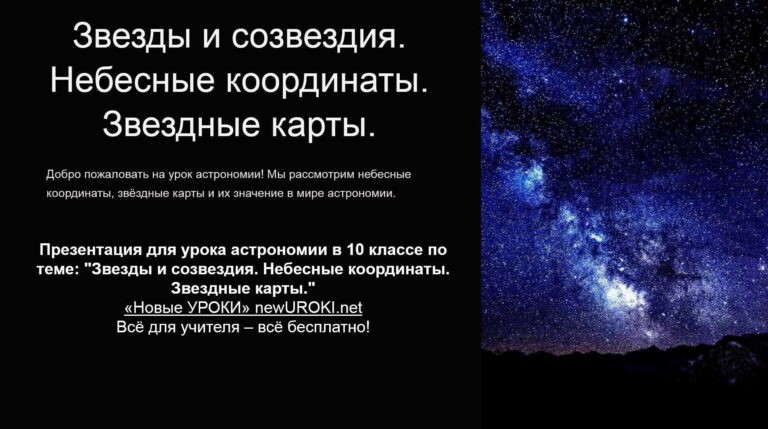 Звезды и созвездия.
Небесные координаты.
Звездные карты.
Добро пожаловать на урок астрономии! Мы рассмотрим небесные
координаты, звёздные карты и их значение в мире астрономии.
Презентация для урока астрономии в 10 классе по
теме: "Звезды и созвездия. Небесные координаты.
Звездные карты."
«Новые УРОКИ» newUROKI.net
Всё для учителя – всё бесплатно!